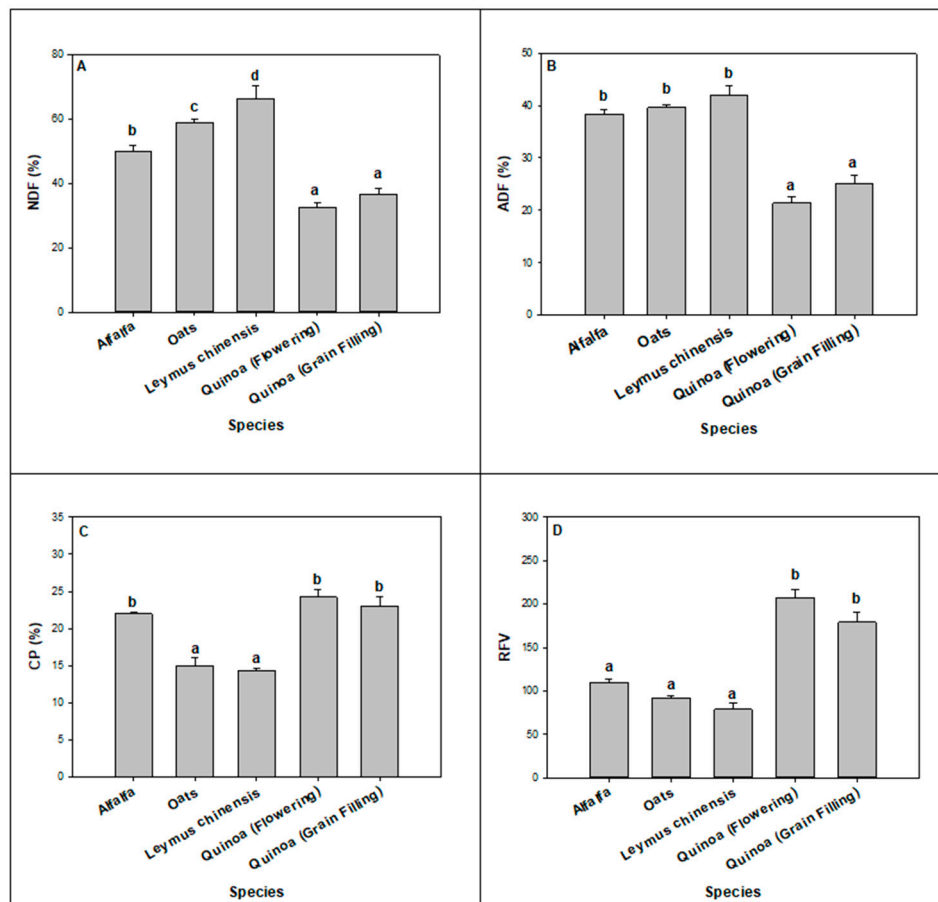 A
NDF (%)
80
60
40
20
0
b
c
d
a
a
Alfalfa
Oats
Leymus chinensis
Quinoa (Flowering)
Quinoa (Grain Filling)
Species
B
ADF (%)
50
40
30
20
10
0
b
b
b
a
a
Alfalfa
Oats
Leymus chinensis
Quinoa (Flowering)
Quinoa (Grain Filling)
Species
C
CP (%)
35
30
25
20
15
10
5
0
b
a
a
b
b
Alfalfa
Oats
Leymus chinensis
Quinoa (Flowering)
Quinoa (Grain Filling)
Species
D
RFV
300
250
200
150
100
50
0
a
a
a
b
b
Alfalfa
Oats
Leymus chinensis
Quinoa (Flowering)
Quinoa (Grain Filling)
Species